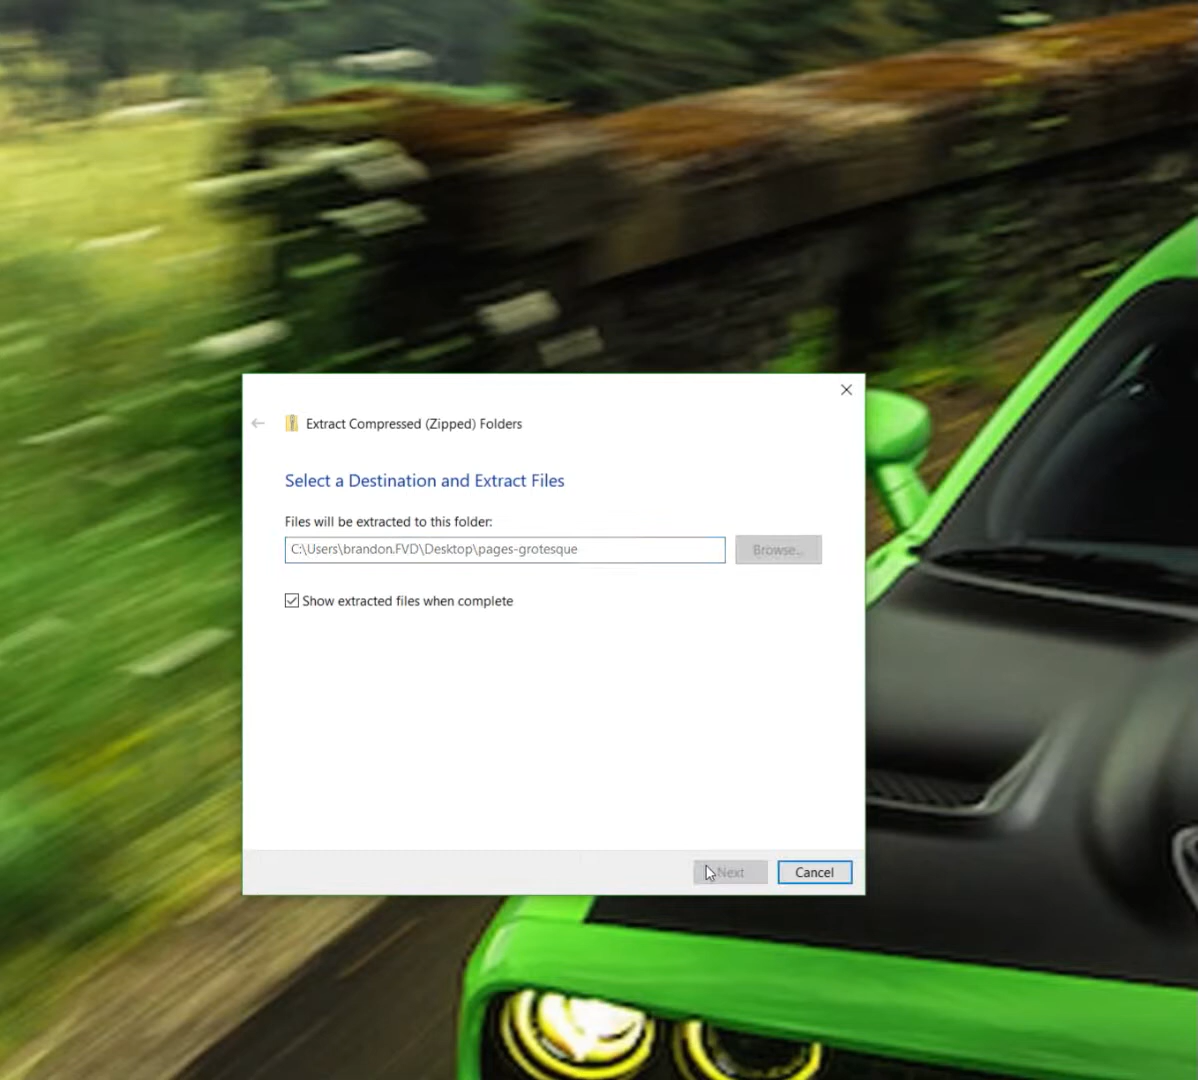 Extract Compressed (Zipped) Folders
Select a Destination and Extract Files
Files will be extracted to this folder:
C:\Users\brandon.FVD\Desktop\pages-grotesque
Browse...
Show extracted files when complete
Next
Cancel